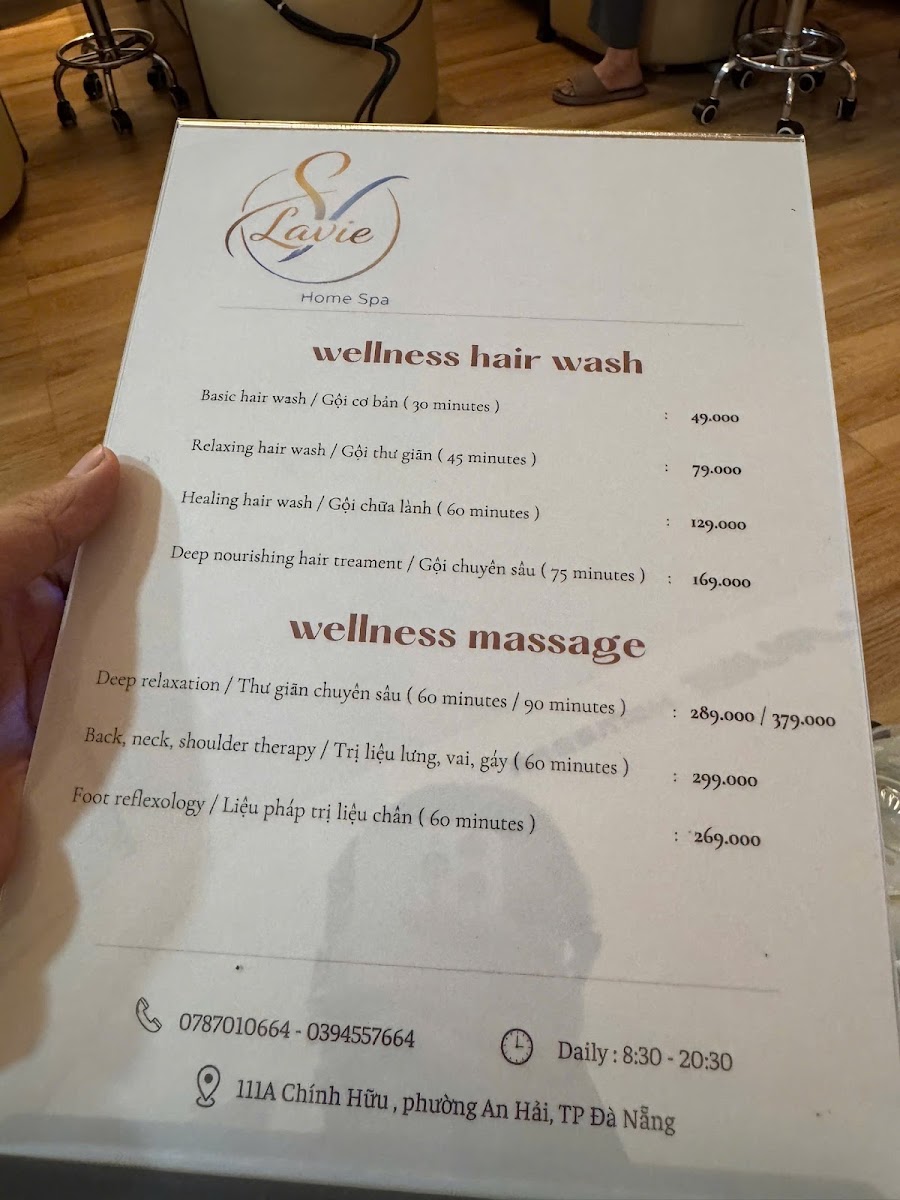 SV
Lavie
Home Spa
wellness hair wash
Basic hair wash / Gội cơ bản ( 30 minutes ) : 49.000
Relaxing hair wash / Gội thư giãn ( 45 minutes ) : 79.000
Healing hair wash / Gội chữa lành ( 60 minutes ) : 129.000
Deep nourishing hair treament / Gội chuyên sâu ( 75 minutes ) : 169.000
wellness massage
Deep relaxation / Thư giãn chuyên sâu ( 60 minutes / 90 minutes ) : 289.000 / 379.000
Back, neck, shoulder therapy / Trị liệu lưng, vai, gáy ( 60 minutes ) : 299.000
Foot reflexology / Liệu pháp trị liệu chân ( 60 minutes ) : 269.000
0787010664 - 0394557664 Daily : 8:30 - 20:30
111A Chính Hữu , phường An Hải, TP Đà Nẵng